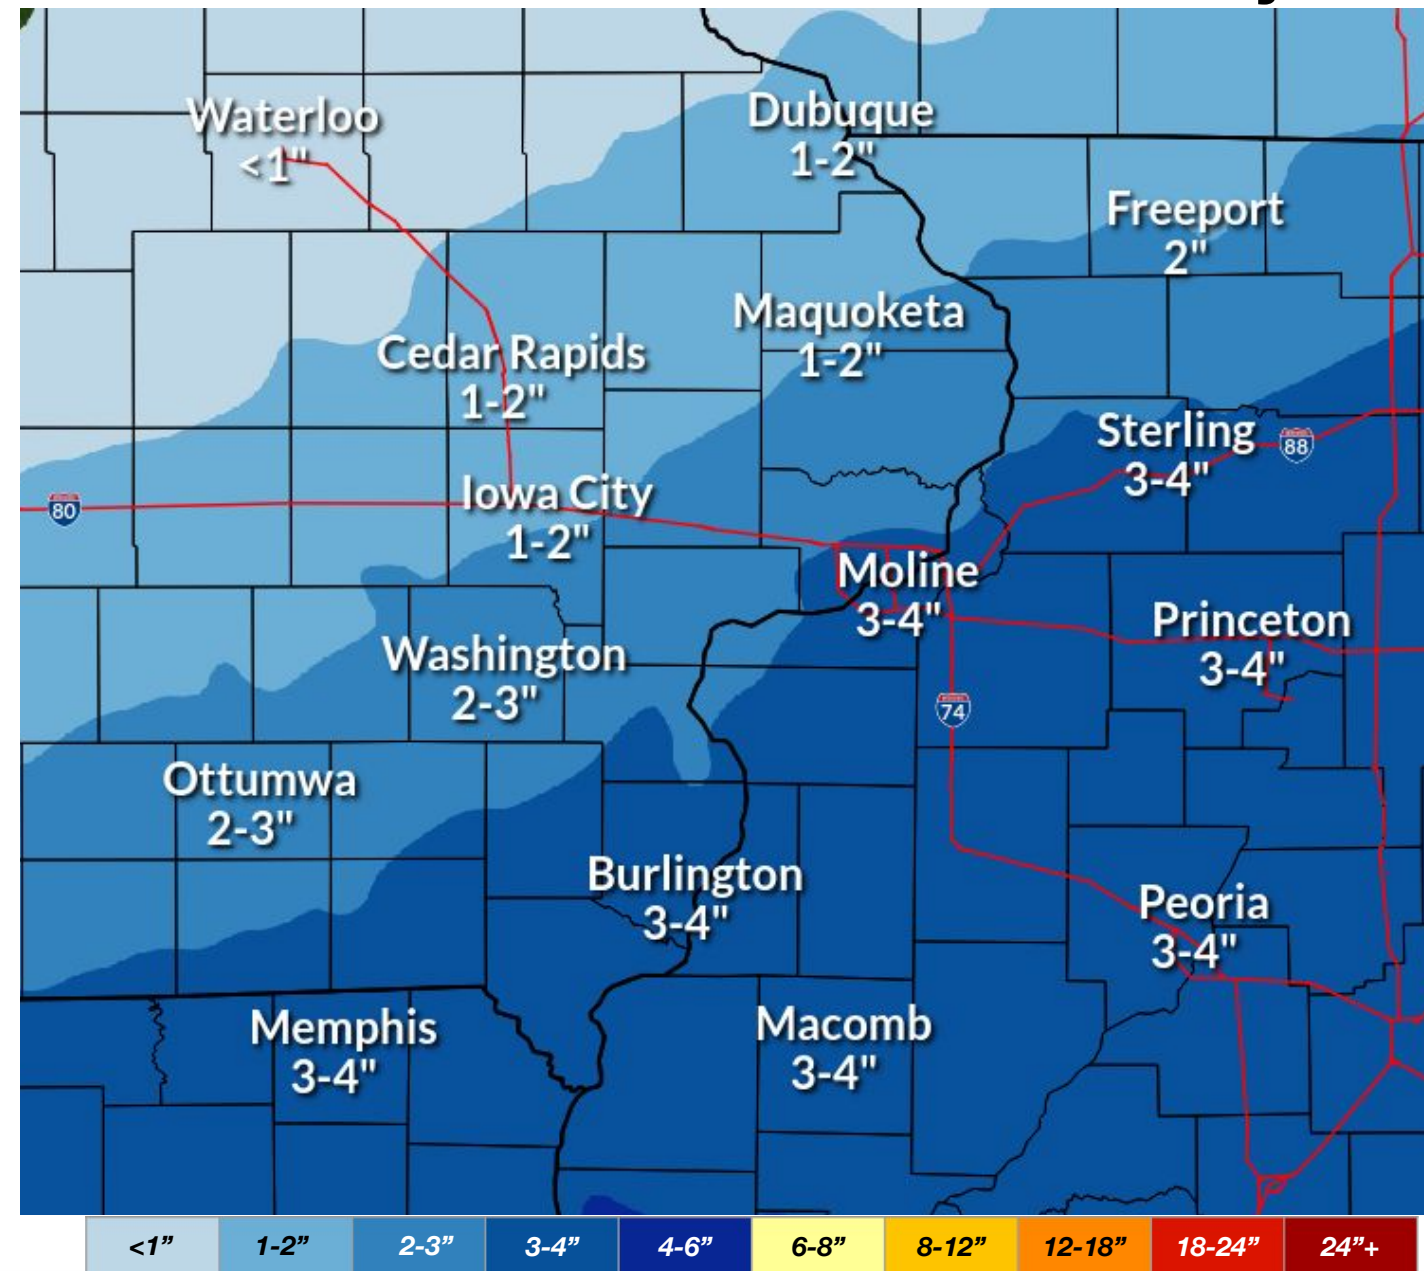 Waterloo
<1"
Dubuque
1-2"
Freeport
2"
Maquoketa
1-2"
Cedar Rapids
1-2"
Sterling
3-4"
88
80
Iowa City
1-2"
Moline
3-4"
Princeton
3-4"
Washington
2-3"
74
Ottumwa
2-3"
Burlington
3-4"
Peoria
3-4"
Memphis
3-4"
Macomb
3-4"
<1” 1-2” 2-3” 3-4” 4-6” 6-8” 8-12” 12-18” 18-24” 24”+